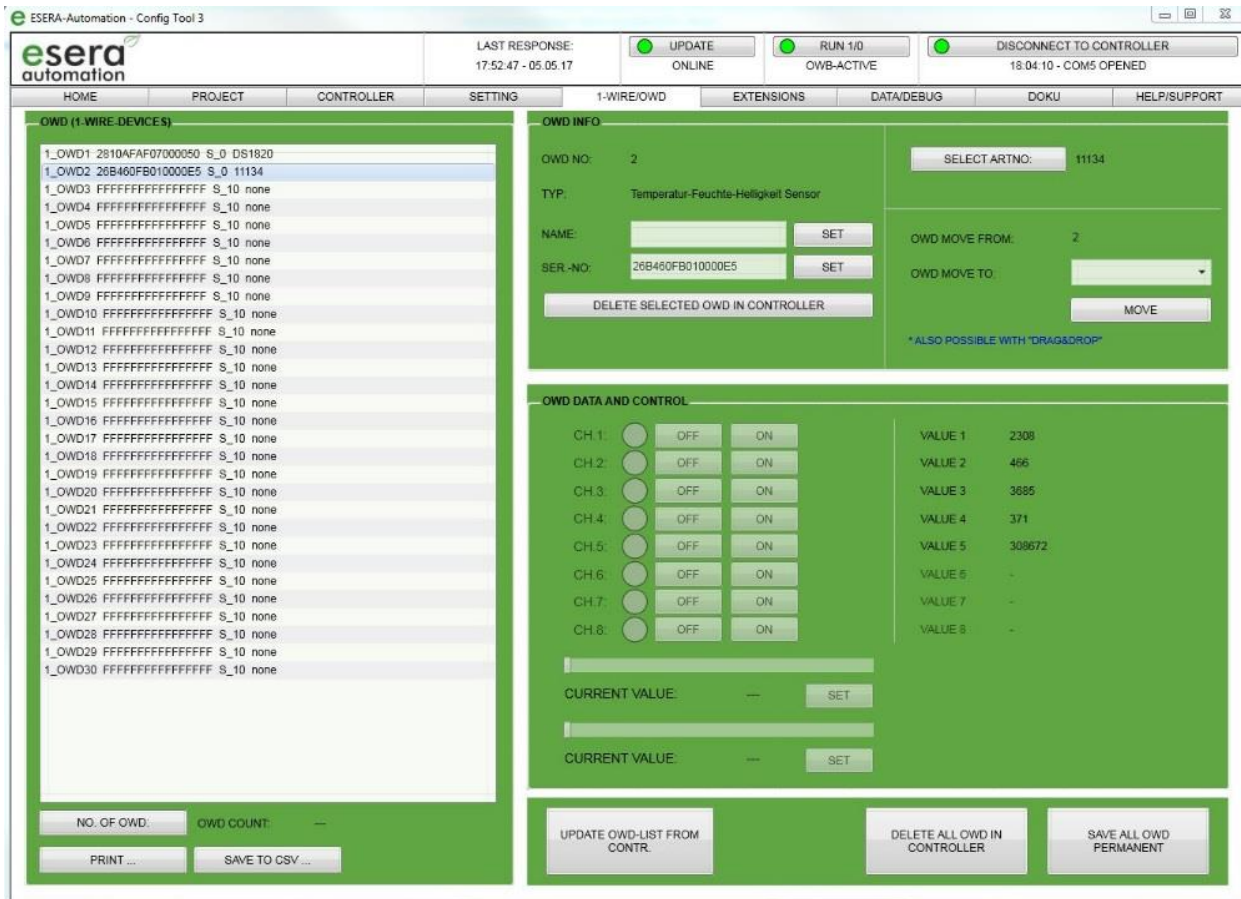 ESERA-Automation - Config Tool 3
esera
automation
LAST RESPONSE:
17:52:47 - 05.05.17
UPDATE
ONLINE
RUN 1/0
OWB-ACTIVE
DISCONNECT TO CONTROLLER
18:04:10 - COM5 OPENED
HOME PROJECT CONTROLLER SETTING 1-WIRE/OWD EXTENSIONS DATA/DEBUG DOKU HELP/SUPPORT
OWD (1-WIRE-DEVICES)
1_OWD1 2810AFAF07000050 S_0 DS1820
1_OWD2 26B460FB010000E5 S_0 11134
1_OWD3 FFFFFFFFFFFFFFFF S_10 none
1_OWD4 FFFFFFFFFFFFFFFF S_10 none
1_OWD5 FFFFFFFFFFFFFFFF S_10 none
1_OWD6 FFFFFFFFFFFFFFFF S_10 none
1_OWD7 FFFFFFFFFFFFFFFF S_10 none
1_OWD8 FFFFFFFFFFFFFFFF S_10 none
1_OWD9 FFFFFFFFFFFFFFFF S_10 none
1_OWD10 FFFFFFFFFFFFFFFF S_10 none
1_OWD11 FFFFFFFFFFFFFFFF S_10 none
1_OWD12 FFFFFFFFFFFFFFFF S_10 none
1_OWD13 FFFFFFFFFFFFFFFF S_10 none
1_OWD14 FFFFFFFFFFFFFFFF S_10 none
1_OWD15 FFFFFFFFFFFFFFFF S_10 none
1_OWD16 FFFFFFFFFFFFFFFF S_10 none
1_OWD17 FFFFFFFFFFFFFFFF S_10 none
1_OWD18 FFFFFFFFFFFFFFFF S_10 none
1_OWD19 FFFFFFFFFFFFFFFF S_10 none
1_OWD20 FFFFFFFFFFFFFFFF S_10 none
1_OWD21 FFFFFFFFFFFFFFFF S_10 none
1_OWD22 FFFFFFFFFFFFFFFF S_10 none
1_OWD23 FFFFFFFFFFFFFFFF S_10 none
1_OWD24 FFFFFFFFFFFFFFFF S_10 none
1_OWD25 FFFFFFFFFFFFFFFF S_10 none
1_OWD26 FFFFFFFFFFFFFFFF S_10 none
1_OWD27 FFFFFFFFFFFFFFFF S_10 none
1_OWD28 FFFFFFFFFFFFFFFF S_10 none
1_OWD29 FFFFFFFFFFFFFFFF S_10 none
1_OWD30 FFFFFFFFFFFFFFFF S_10 none
NO. OF OWD: OWD COUNT: ---
PRINT ... SAVE TO CSV ...
OWD INFO
OWD NO: 2
TYP: Temperatur-Feuchte-Helligkeit Sensor
NAME: SET
SER.-NO: 26B460FB010000E5 SET
DELETE SELECTED OWD IN CONTROLLER
SELECT ARTNO: 11134
OWD MOVE FROM: 2
OWD MOVE TO:
MOVE
* ALSO POSSIBLE WITH "DRAG&DROP"
OWD DATA AND CONTROL
CH.1: OFF ON VALUE 1 2308
CH.2: OFF ON VALUE 2 466
CH.3: OFF ON VALUE 3 3685
CH.4: OFF ON VALUE 4 371
CH.5: OFF ON VALUE 5 308672
CH.6: OFF ON VALUE 6 -
CH.7: OFF ON VALUE 7 -
CH.8: OFF ON VALUE 8 -
CURRENT VALUE: --- SET
CURRENT VALUE: --- SET
UPDATE OWD-LIST FROM
CONTR.
DELETE ALL OWD IN
CONTROLLER
SAVE ALL OWD
PERMANENT